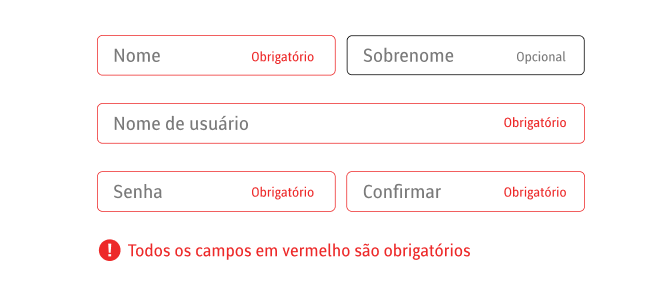 Nome Obrigatório Sobrenome Opcional
Nome de usuário Obrigatório
Senha Obrigatório Confirmar Obrigatório
! Todos os campos em vermelho são obrigatórios